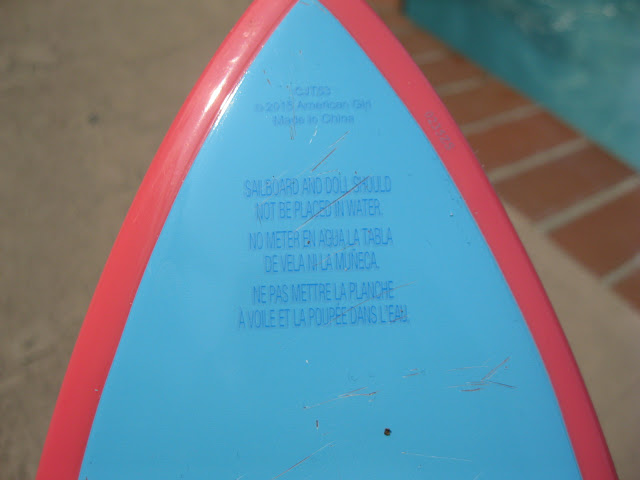 CJT53
© 2015 American Girl
Made in China
SAILBOARD AND DOLL SHOULD
NOT BE PLACED IN WATER.
NO METER EN AGUA LA TABLA
DE VELA NI LA MUÑECA.
NE PAS METTRE LA PLANCHE
À VOILE ET LA POUPÉE DANS L'EAU.